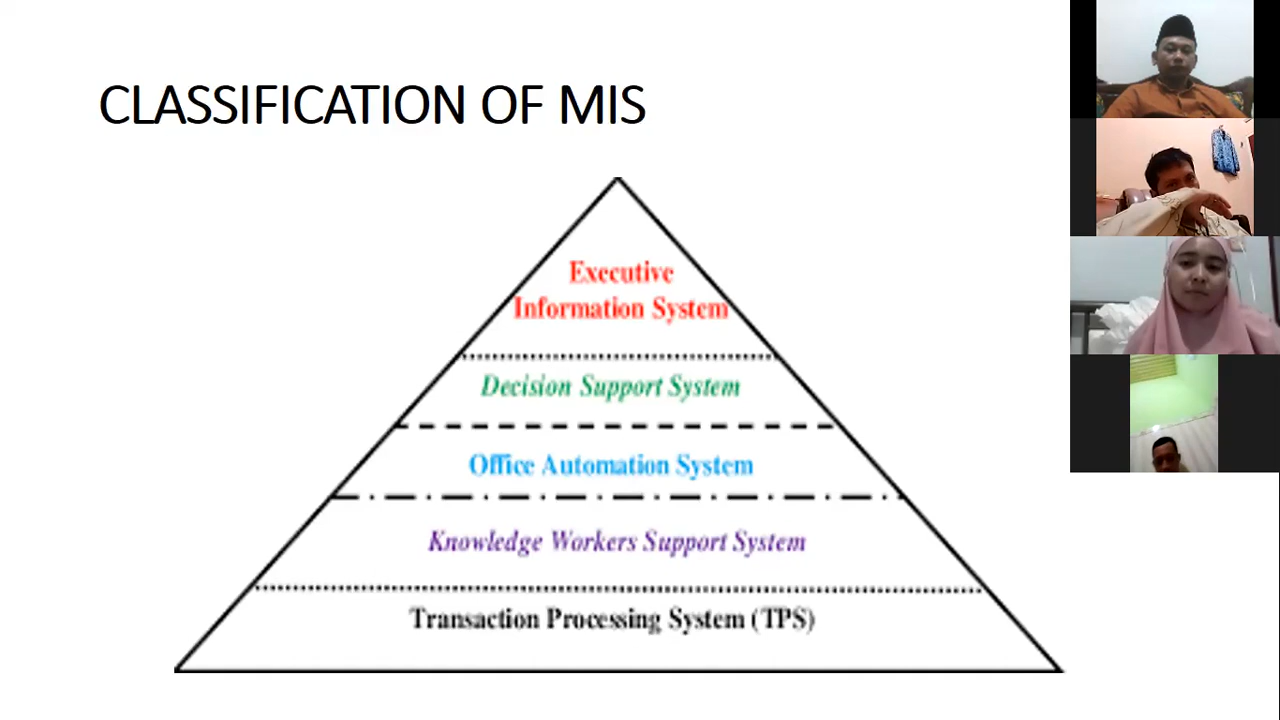 CLASSIFICATION OF MIS
Executive
Information System
Decision Support System
Office Automation System
Knowledge Workers Support System
Transaction Processing System (TPS)